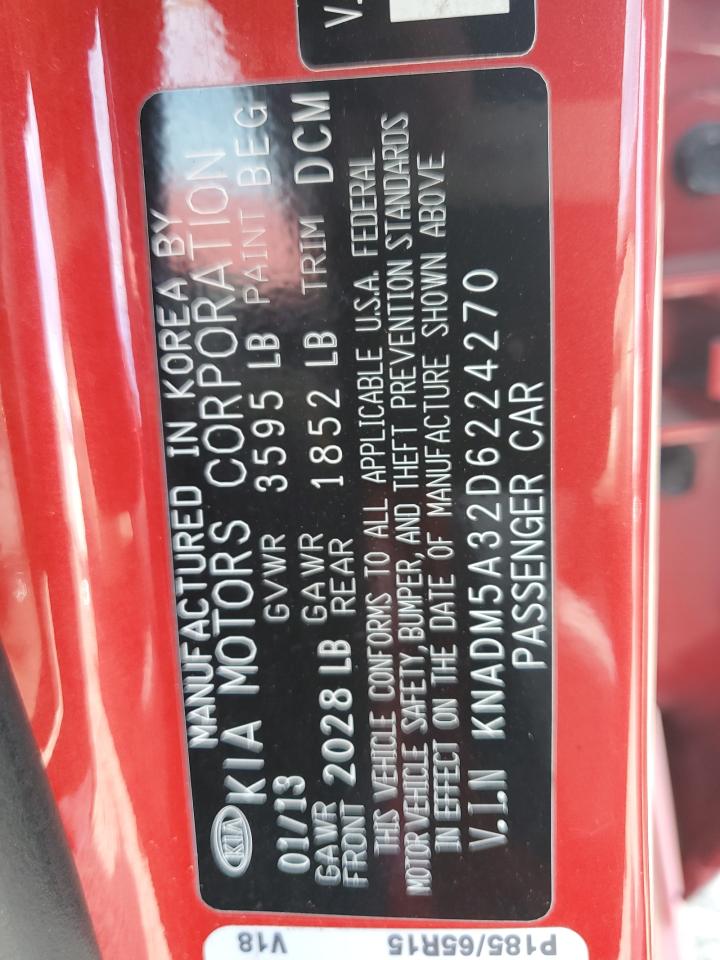 V.
MANUFACTURED IN KOREA BY
KIA KIA MOTORS CORPORATION
01/13 GVWR 3595 LB PAINT BEG
GAWR FRONT 2028 LB GAWR REAR 1852 LB TRIM DCM
THIS VEHICLE CONFORMS TO ALL APPLICABLE U.S.A. FEDERAL
MOTOR VEHICLE SAFETY, BUMPER, AND THEFT PREVENTION STANDARDS
IN EFFECT ON THE DATE OF MANUFACTURE SHOWN ABOVE
V.I.N KNADM5A32D6224270
PASSENGER CAR
P185/65R15
V18